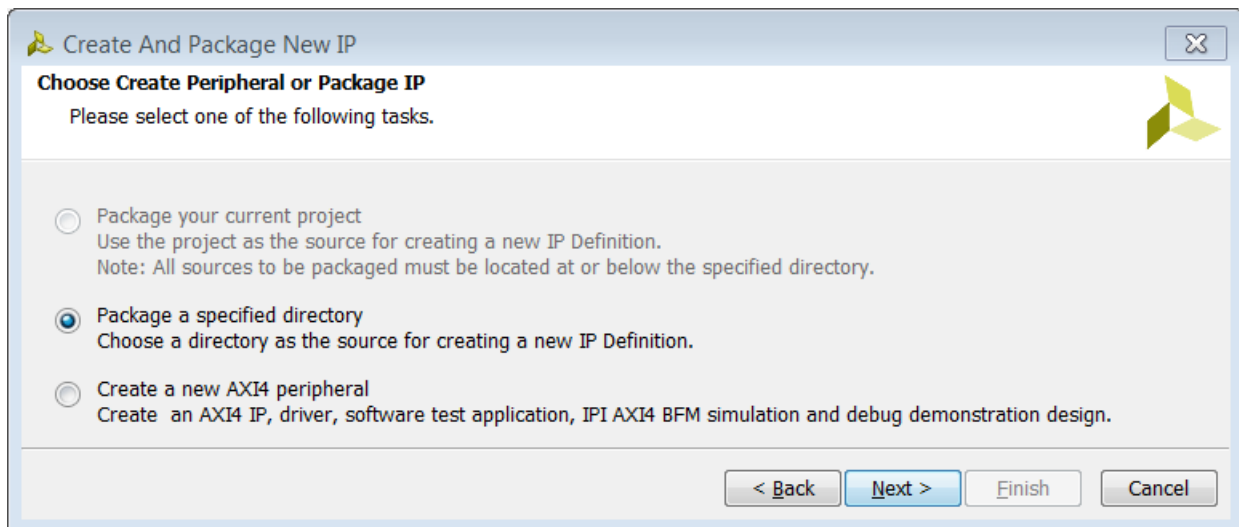 Create And Package New IP
Choose Create Peripheral or Package IP
Please select one of the following tasks.
Package your current project
Use the project as the source for creating a new IP Definition.
Note: All sources to be packaged must be located at or below the specified directory.
Package a specified directory
Choose a directory as the source for creating a new IP Definition.
Create a new AXI4 peripheral
Create an AXI4 IP, driver, software test application, IPI AXI4 BFM simulation and debug demonstration design.
< Back Next > Finish Cancel